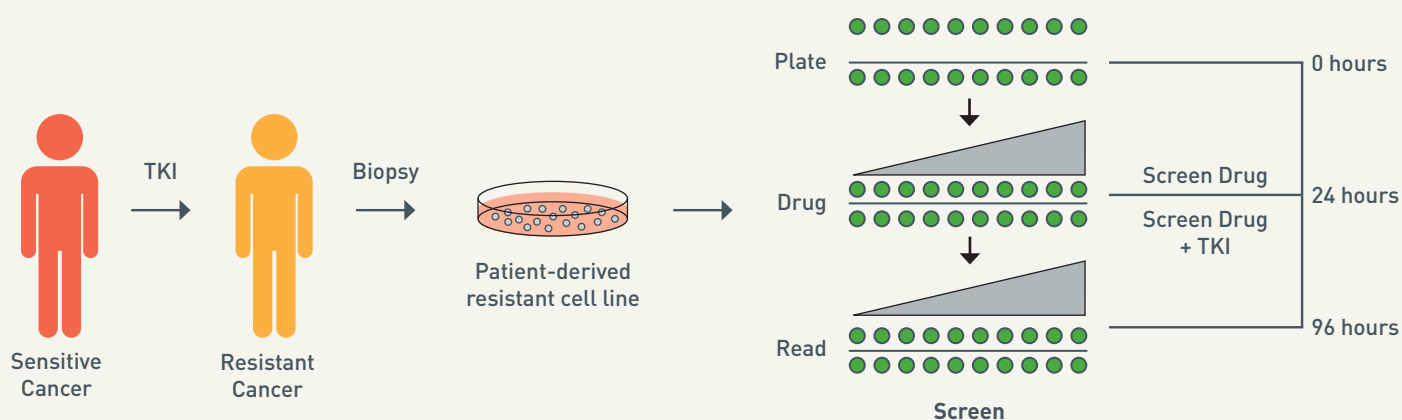 TKI
Biopsy
Sensitive
Cancer
Resistant
Cancer
Patient-derived
resistant cell line
Plate
Drug
Read
Screen
0 hours
Screen Drug
24 hours
Screen Drug
+ TKI
96 hours